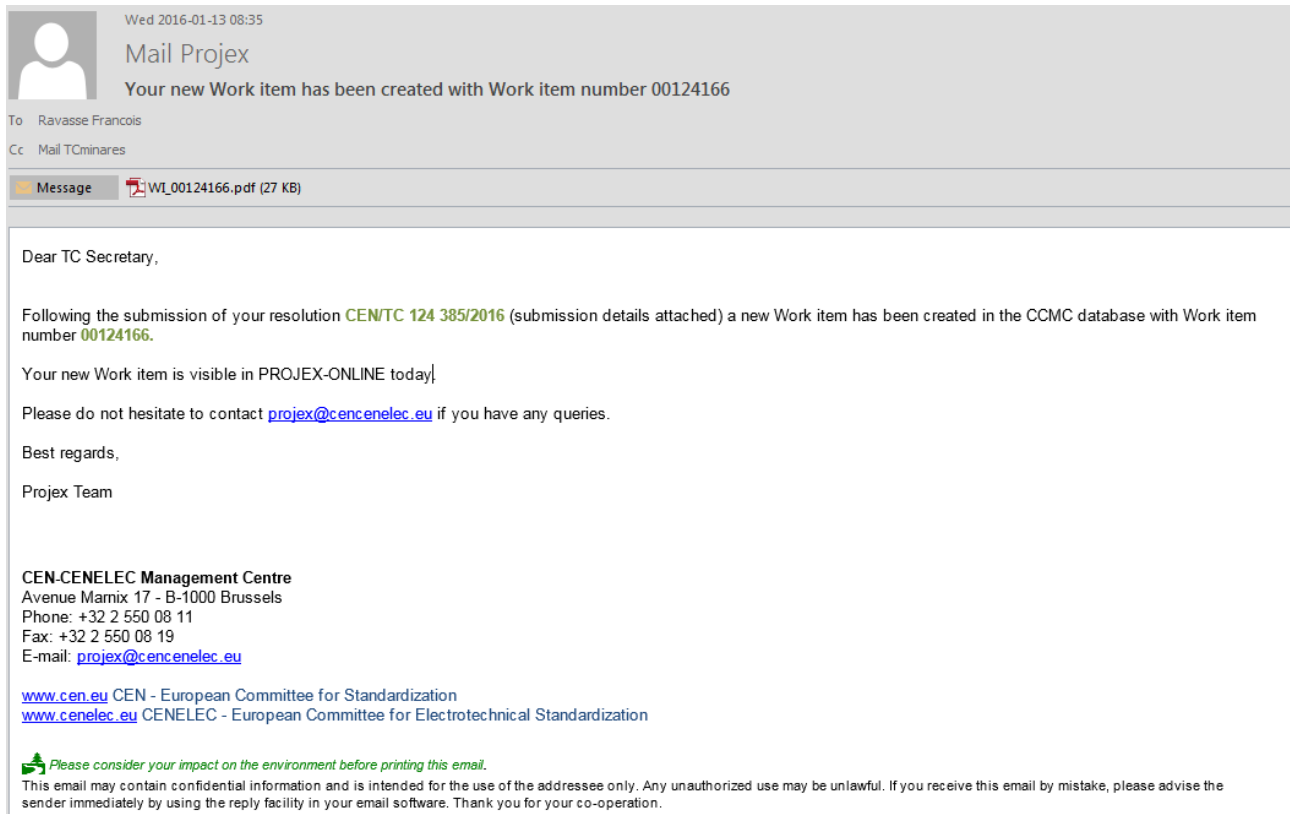 Wed 2016-01-13 08:35
Mail Projex
Your new Work item has been created with Work item number 00124166
To Ravasse Francois
Cc Mail TCminares
Message WI_00124166.pdf (27 KB)
Dear TC Secretary,
Following the submission of your resolution CEN/TC 124 385/2016 (submission details attached) a new Work item has been created in the CCMC database with Work item
number 00124166.
Your new Work item is visible in PROJEX-ONLINE today.
Please do not hesitate to contact projex@cencenelec.eu if you have any queries.
Best regards,
Projex Team
CEN-CENELEC Management Centre
Avenue Marnix 17 - B-1000 Brussels
Phone: +32 2 550 08 11
Fax: +32 2 550 08 19
E-mail: projex@cencenelec.eu
www.cen.eu CEN - European Committee for Standardization
www.cenelec.eu CENELEC - European Committee for Electrotechnical Standardization
Please consider your impact on the environment before printing this email.
This email may contain confidential information and is intended for the use of the addressee only. Any unauthorized use may be unlawful. If you receive this email by mistake, please advise the
sender immediately by using the reply facility in your email software. Thank you for your co-operation.